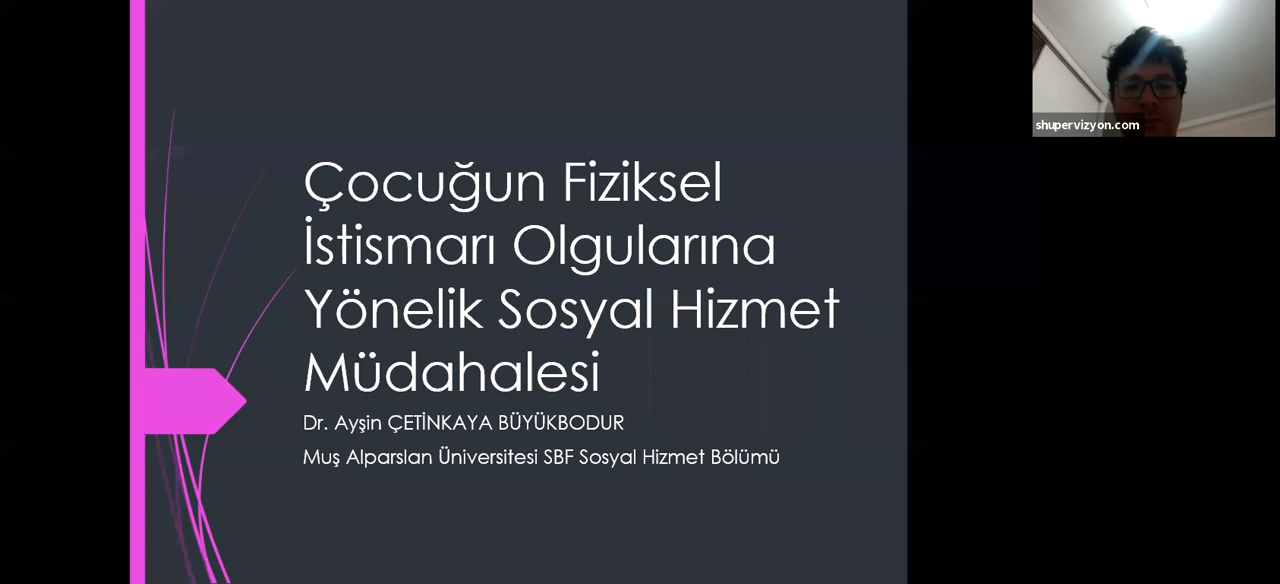 Çocuğun Fiziksel
İstismarı Olgularına
Yönelik Sosyal Hizmet
Müdahalesi
Dr. Ayşin ÇETİNKAYA BÜYÜKBODUR
Muş Alparslan Üniversitesi SBF Sosyal Hizmet Bölümü
shupervizyon.com